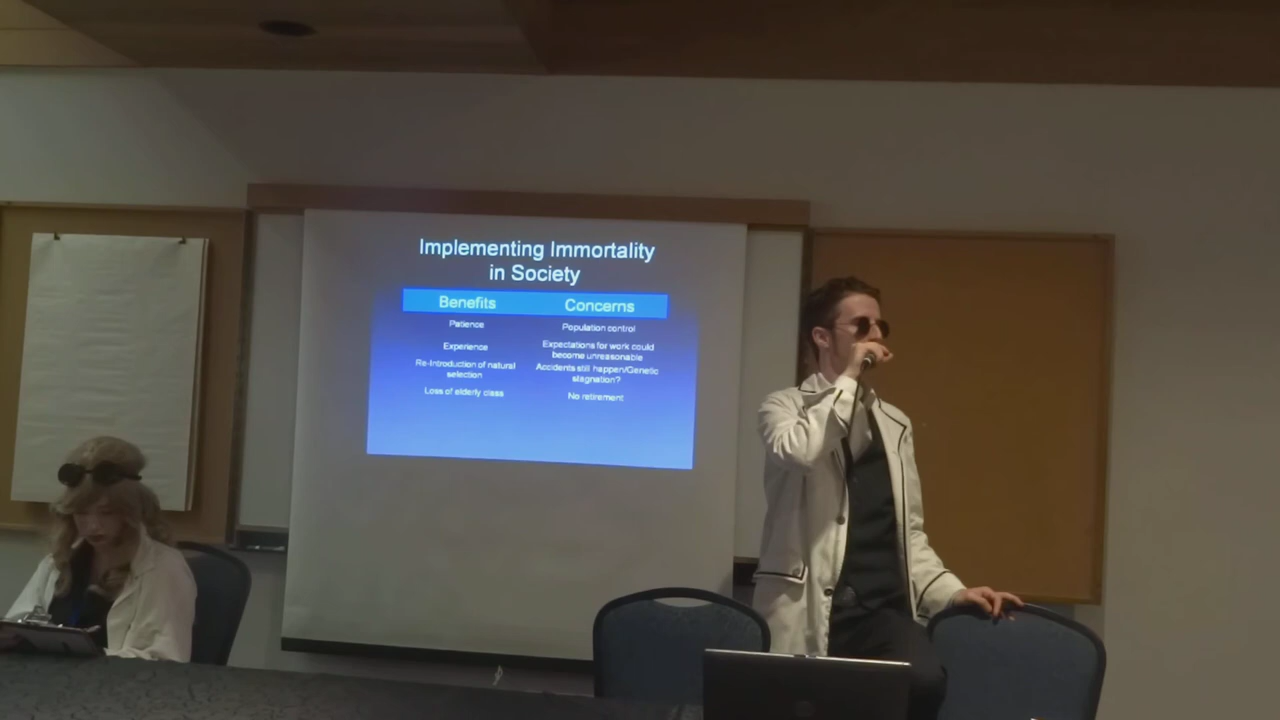 Implementing Immortality
in Society
Benefits Concerns
Patience Population control
Experience Expectations for work could
become unreasonable
Re-Introduction of natural
selection
Accidents still happen/Genetic
stagnation?
Loss of elderly class No retirement